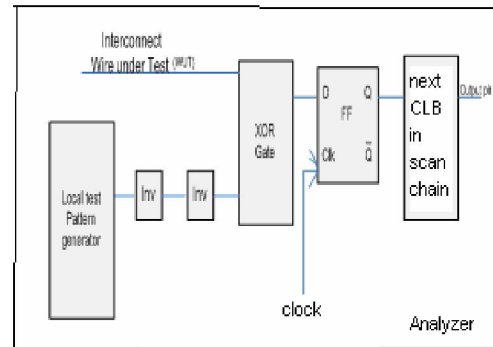 Interconnect
Wire under Test (WUT)
Local test
Pattern
generator
Inv
Inv
XOR
Gate
D Q
FF
Clk Q̅
next
CLB
in
scan
chain
Output pin
clock
Analyzer